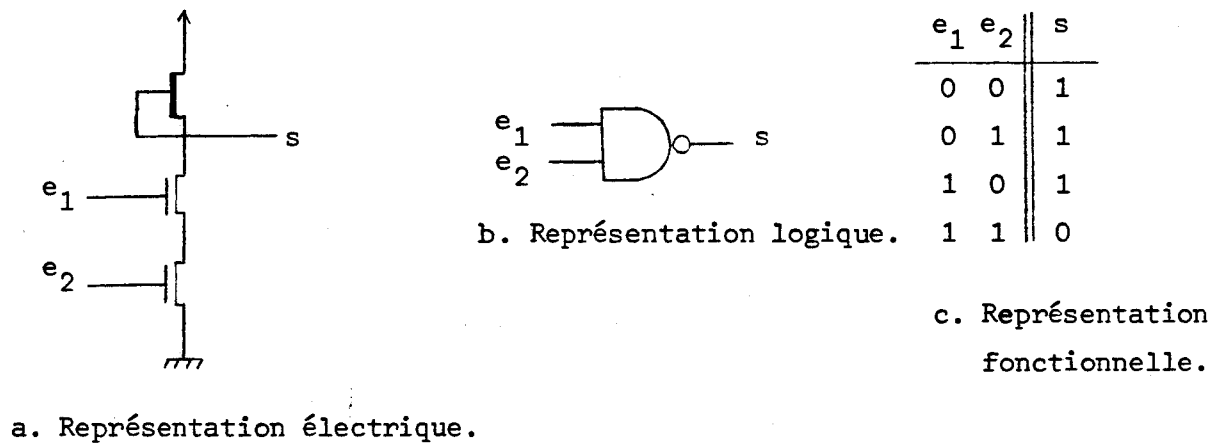 s
e1
e2
a. Représentation électrique.
e1
e2
s
b. Représentation logique.
e1 e2 s
0 0 1
0 1 1
1 0 1
1 1 0
c. Représentation
fonctionnelle.